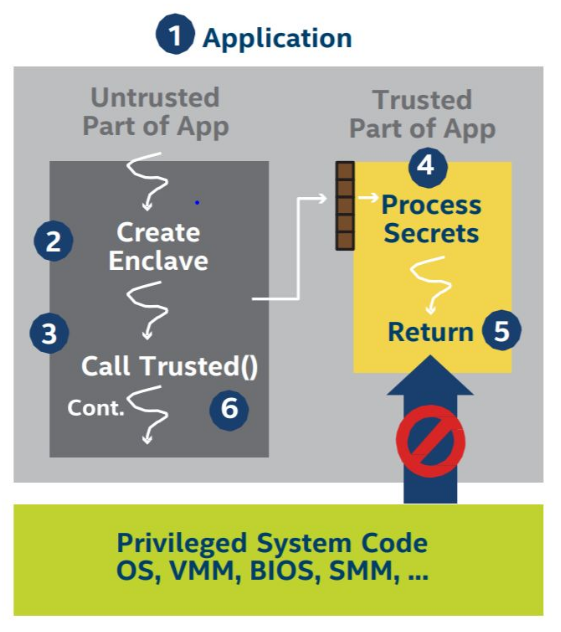 1 Application
Untrusted
Part of App
Trusted
Part of App
2
Create
Enclave
3
Call Trusted()
Cont.
6
4
Process
Secrets
Return 5
Privileged System Code
OS, VMM, BIOS, SMM, ...